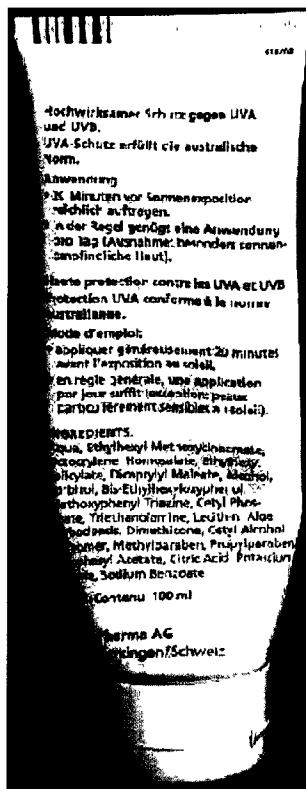 Hochwirksamer Schutz gegen UVA
und UVB.
UVA-Schutz erfüllt die australische
Norm.
Anwendung
Minuten vor Sonnenexposition
reichlich auftragen.
In der Regel genügt eine Anwendung
pro Tag (Ausnahme: besonders sonnen-
empfindliche Haut).
Haute protection contre les UVA et UVB
Protection UVA conforme à la norme
australienne.
Mode d'emploi:
appliquer généreusement 20 minutes
avant l'exposition au soleil.
en règle générale, une application
par jour suffit (exception: peaux
particulièrement sensibles au soleil).
INGREDIENTS:
Aqua, Ethylhexyl Methoxycinnamate,
Octocrylene, Homosalate, Ethylhexyl
Salicylate, Dicaprylyl Maleate, Alcohol,
Bis-Ethylhexyloxyphenol
Methoxyphenyl Triazine, Cetyl Phos-
Triethanolamine, Lecithin, Aloe
Dimethicone, Cetyl Alcohol
Methylparaben, Propylparaben
Acetate, Citric Acid, Potassium
Sodium Benzoate
Contenu 100 ml
AG
/Schweiz